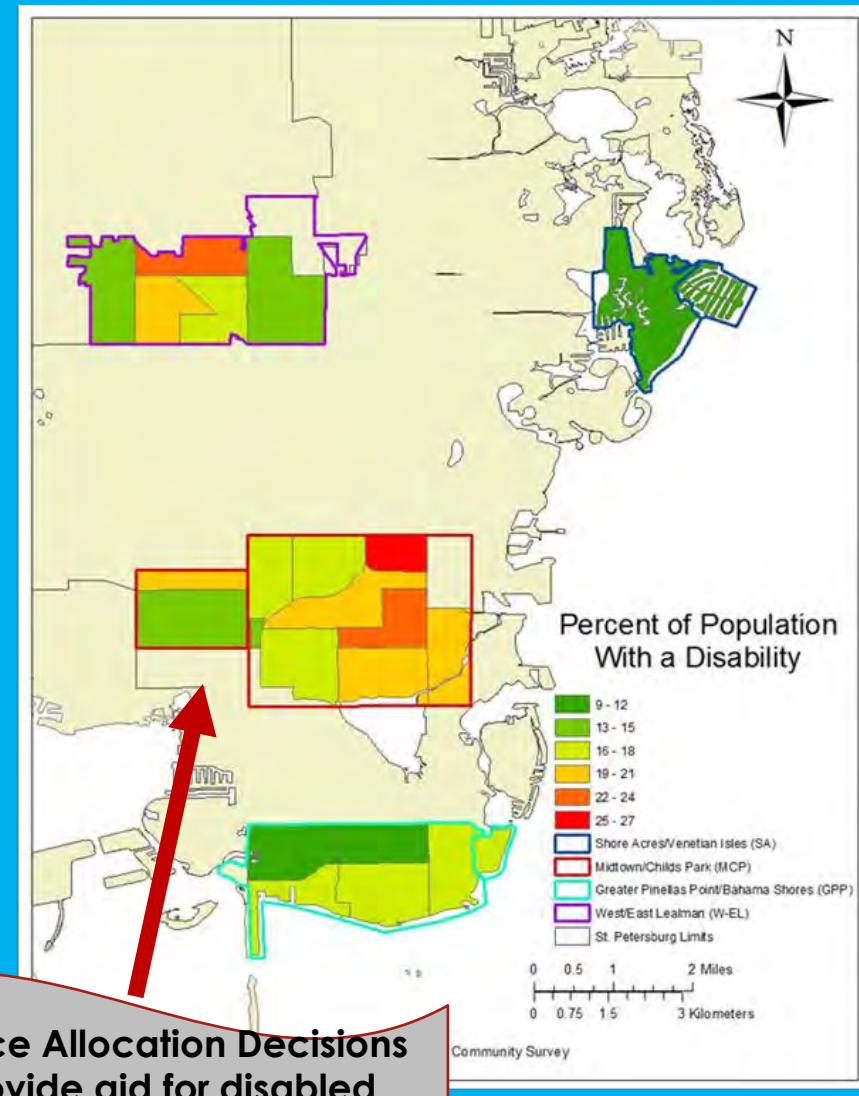 N
Percent of Population
With a Disability
9 - 12
13 - 15
16 - 18
19 - 21
22 - 24
25 - 27
Shore Acres/Venetian Isles (SA)
Midtown/Childs Park (MCP)
Greater Pinellas Point/Bahama Shores (GPP)
West/East Lealman (W-EL)
St. Petersburg Limits
0 0.5 1 2 Miles
0 0.75 1.5 3 Kilometers
Community Survey
ce Allocation Decisions
ovide aid for disabled